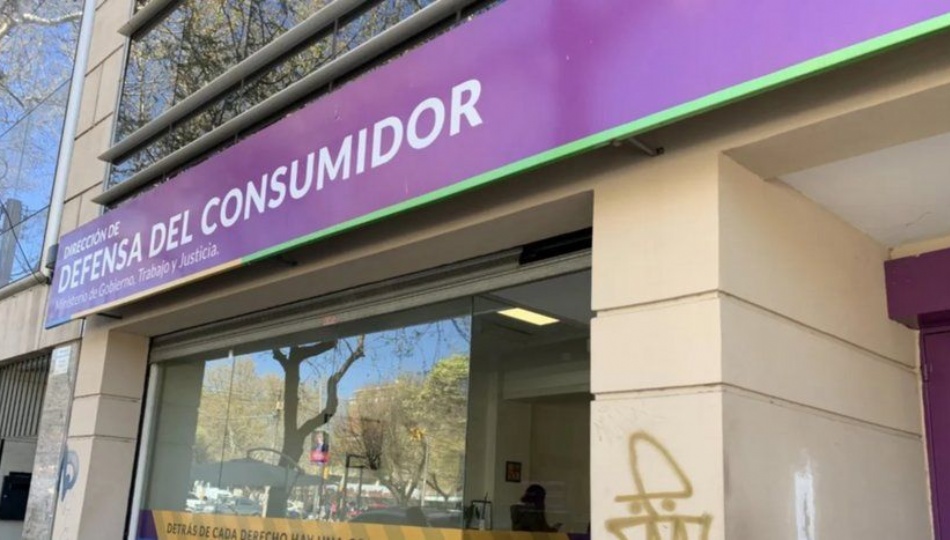 DIRECCIÓN DE
DEFENSA DEL CONSUMIDOR
Ministerio de Gobierno, Trabajo y Justicia.
DETRÁS DE CADA DERECHO HAY UNA